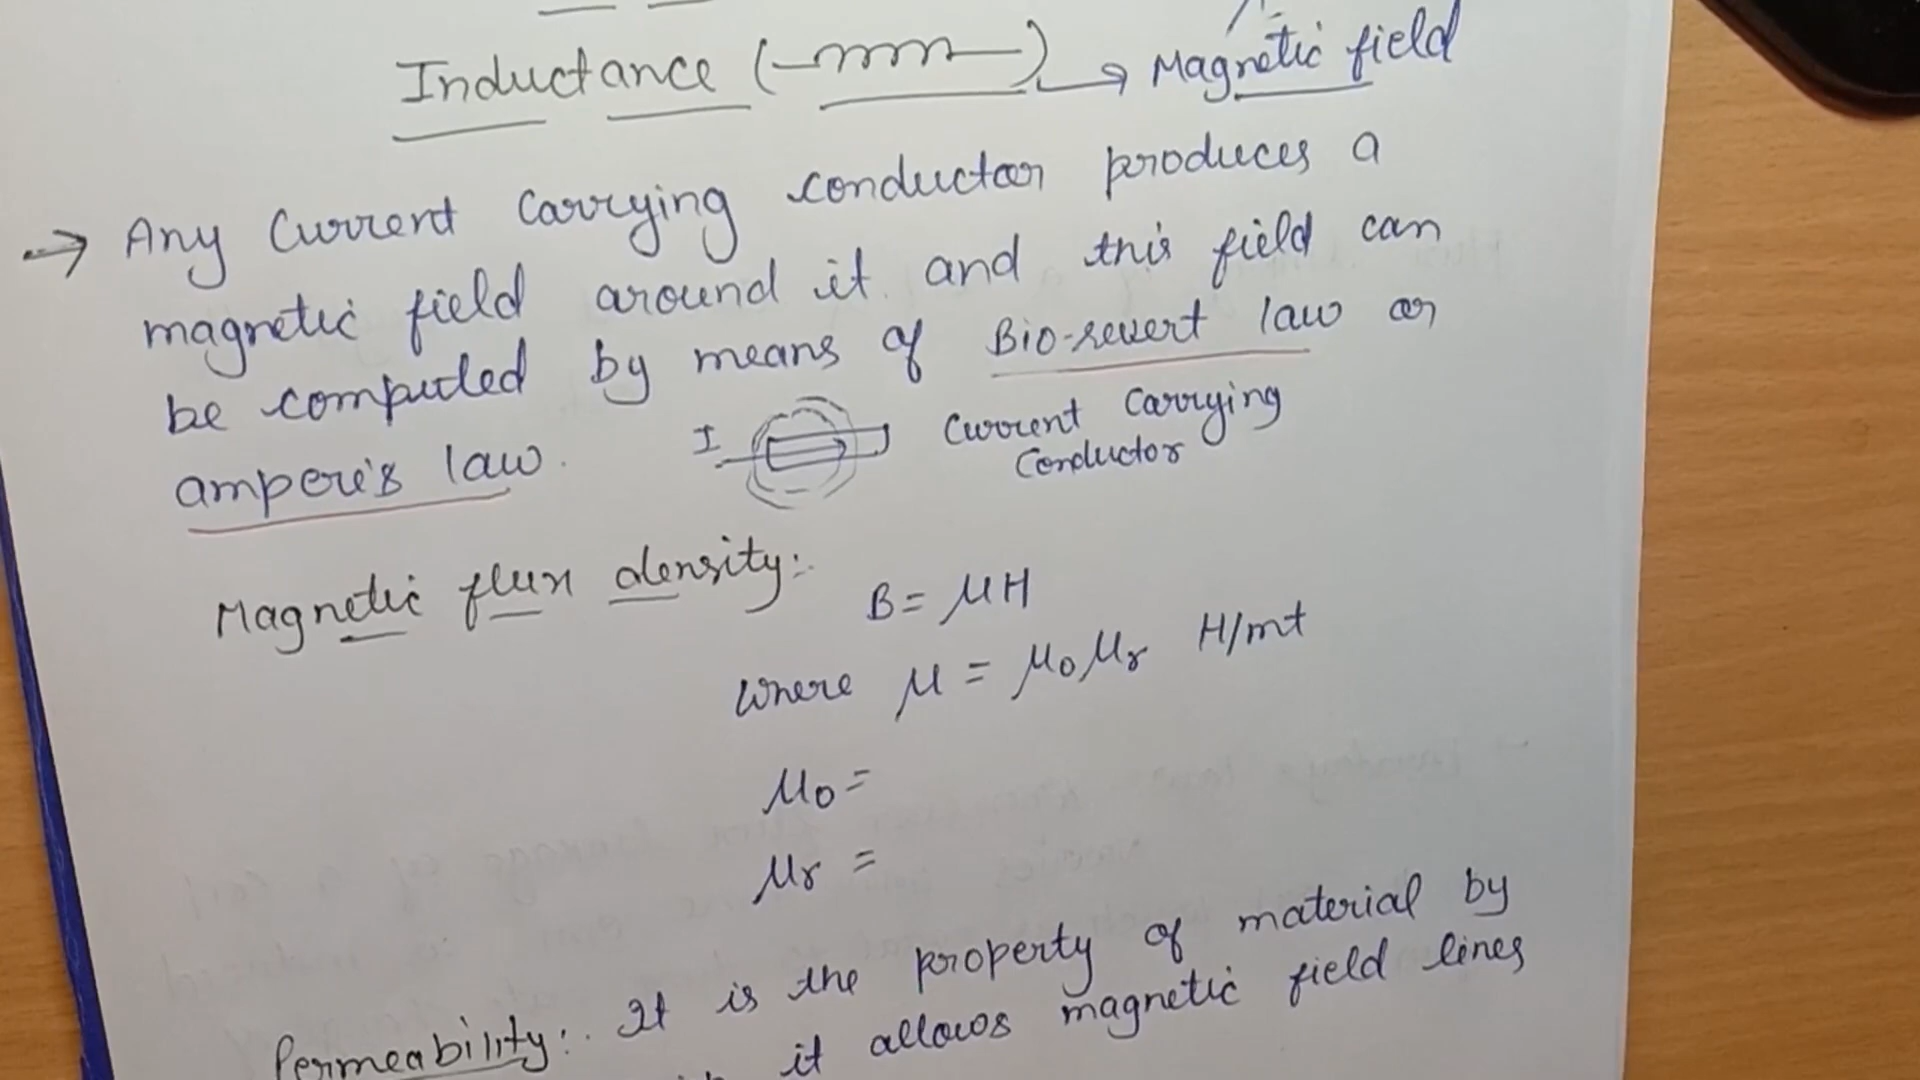 Inductance ( ) → Magnetic field
→ Any Current Carrying conductor produces a
magnetic field around it and this field can
be computed by means of Bio-severt law or
ampere's law.
I
Current Carrying
Conductor
Magnetic flux density:-
B = μH
where μ = μ0μr H/mt
μ0 =
μr =
Permeability:- It is the property of material by
it allows magnetic field lines